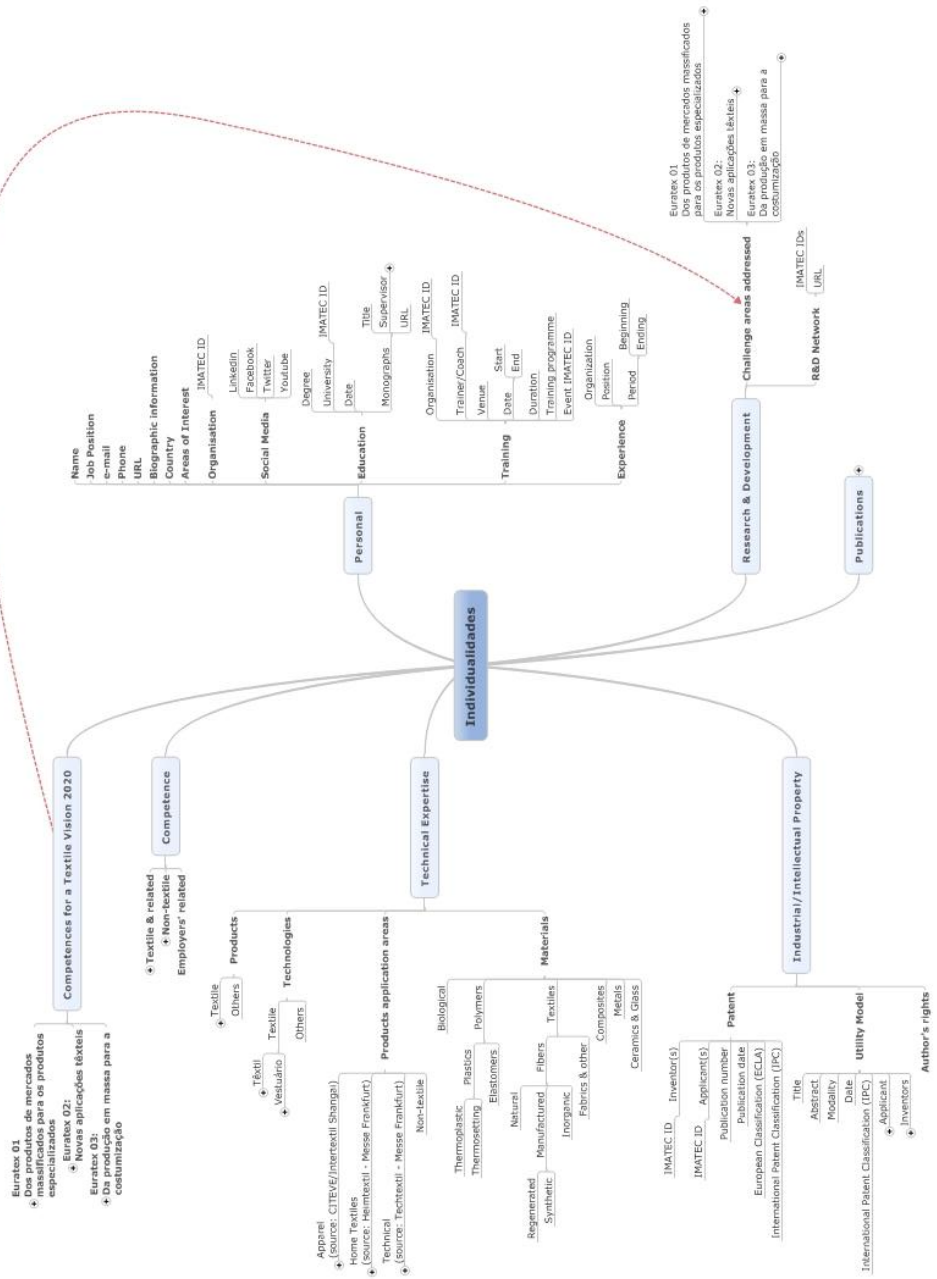 Individualidades
Personal
Name
Job Position
e-mail
Phone
URL
Biographic information
Country
Areas of Interest
Organisation
IMATEC ID
Social Media
Linkedin
Facebook
Twitter
Youtube
Education
Degree
University
IMATEC ID
Date
Monographs
Title
Supervisor
URL
Training
Organisation
IMATEC ID
Trainer/Coach
IMATEC ID
Venue
Date
Start
End
Duration
Training programme
Event IMATEC ID
Experience
Organization
Position
Period
Beginning
Ending
Research & Development
Challenge areas addressed
Euratex 01
Dos produtos de mercados massificados
para os produtos especializados
Euratex 02:
Novas aplicações têxteis
Euratex 03:
Da produção em massa para a
costumização
R&D Network
IMATEC IDs
URL
Publications
Competences for a Textile Vision 2020
Euratex 01
Dos produtos de mercados
massificados para os produtos
especializados
Euratex 02:
Novas aplicações têxteis
Euratex 03:
Da produção em massa para a
costumização
Competence
Textile & related
Non-textile
Employers' related
Technical Expertise
Products
Textile
Others
Technologies
Textile
Têxtil
Vestuário
Others
Products application areas
Apparel
(source: CITEVE/Intertextil Shangai)
Home Textiles
(source: Heimtextil - Messe Frankfurt)
Technical
(source: Techtextil - Messe Frankfurt)
Non-textile
Materials
Biological
Polymers
Plastics
Thermoplastic
Thermosetting
Elastomers
Textiles
Fibers
Natural
Manufactured
Regenerated
Synthetic
Inorganic
Fabrics & other
Composites
Metals
Ceramics & Glass
Industrial/Intellectual Property
Patent
Inventor(s)
IMATEC ID
Applicant(s)
IMATEC ID
Publication number
Publication date
European Classification (ECLA)
International Patent Classification (IPC)
Utility Model
Title
Abstract
Modality
Date
International Patent Classification (IPC)
Applicant
Inventors
Author's rights